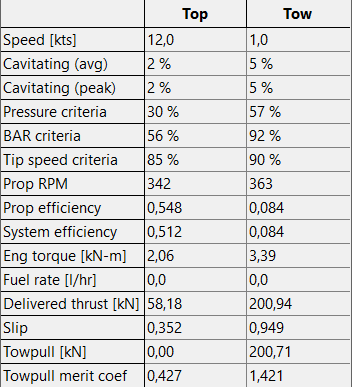 Top Tow
Speed [kts] 12,0 1,0
Cavitating (avg) 2 % 5 %
Cavitating (peak) 2 % 5 %
Pressure criteria 30 % 57 %
BAR criteria 56 % 92 %
Tip speed criteria 85 % 90 %
Prop RPM 342 363
Prop efficiency 0,548 0,084
System efficiency 0,512 0,084
Eng torque [kN-m] 2,06 3,39
Fuel rate [l/hr] 0,0 0,0
Delivered thrust [kN] 58,18 200,94
Slip 0,352 0,949
Towpull [kN] 0,00 200,71
Towpull merit coef 0,427 1,421